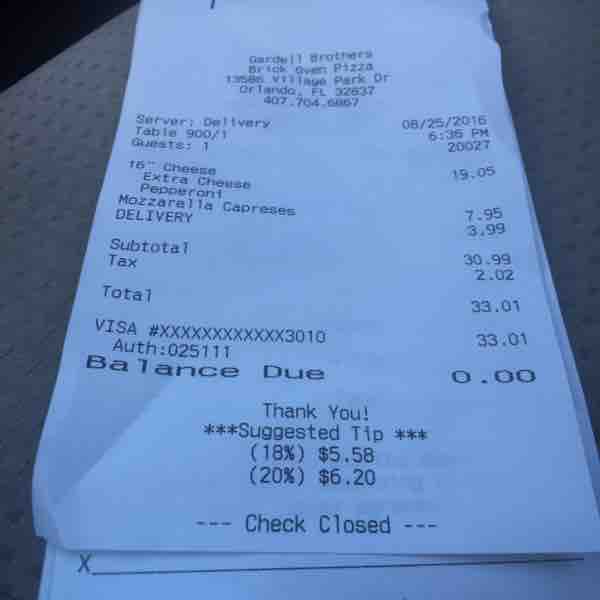 Gardell Brothers
Brick Oven Pizza
13586 Village Park Dr
Orlando, FL 32837
407.704.6867
Server: Delivery 08/25/2016
Table 900/1 6:35 PM
Guests: 1 20027
16" Cheese 19.05
Extra Cheese
Pepperoni
Mozzaralla Capreses 7.95
DELIVERY 3.99
Subtotal 30.99
Tax 2.02
Total 33.01
VISA #XXXXXXXXXXXX3010 33.01
Auth:025111
Balance Due 0.00
Thank You!
***Suggested Tip ***
(18%) $5.58
(20%) $6.20
--- Check Closed ---
X